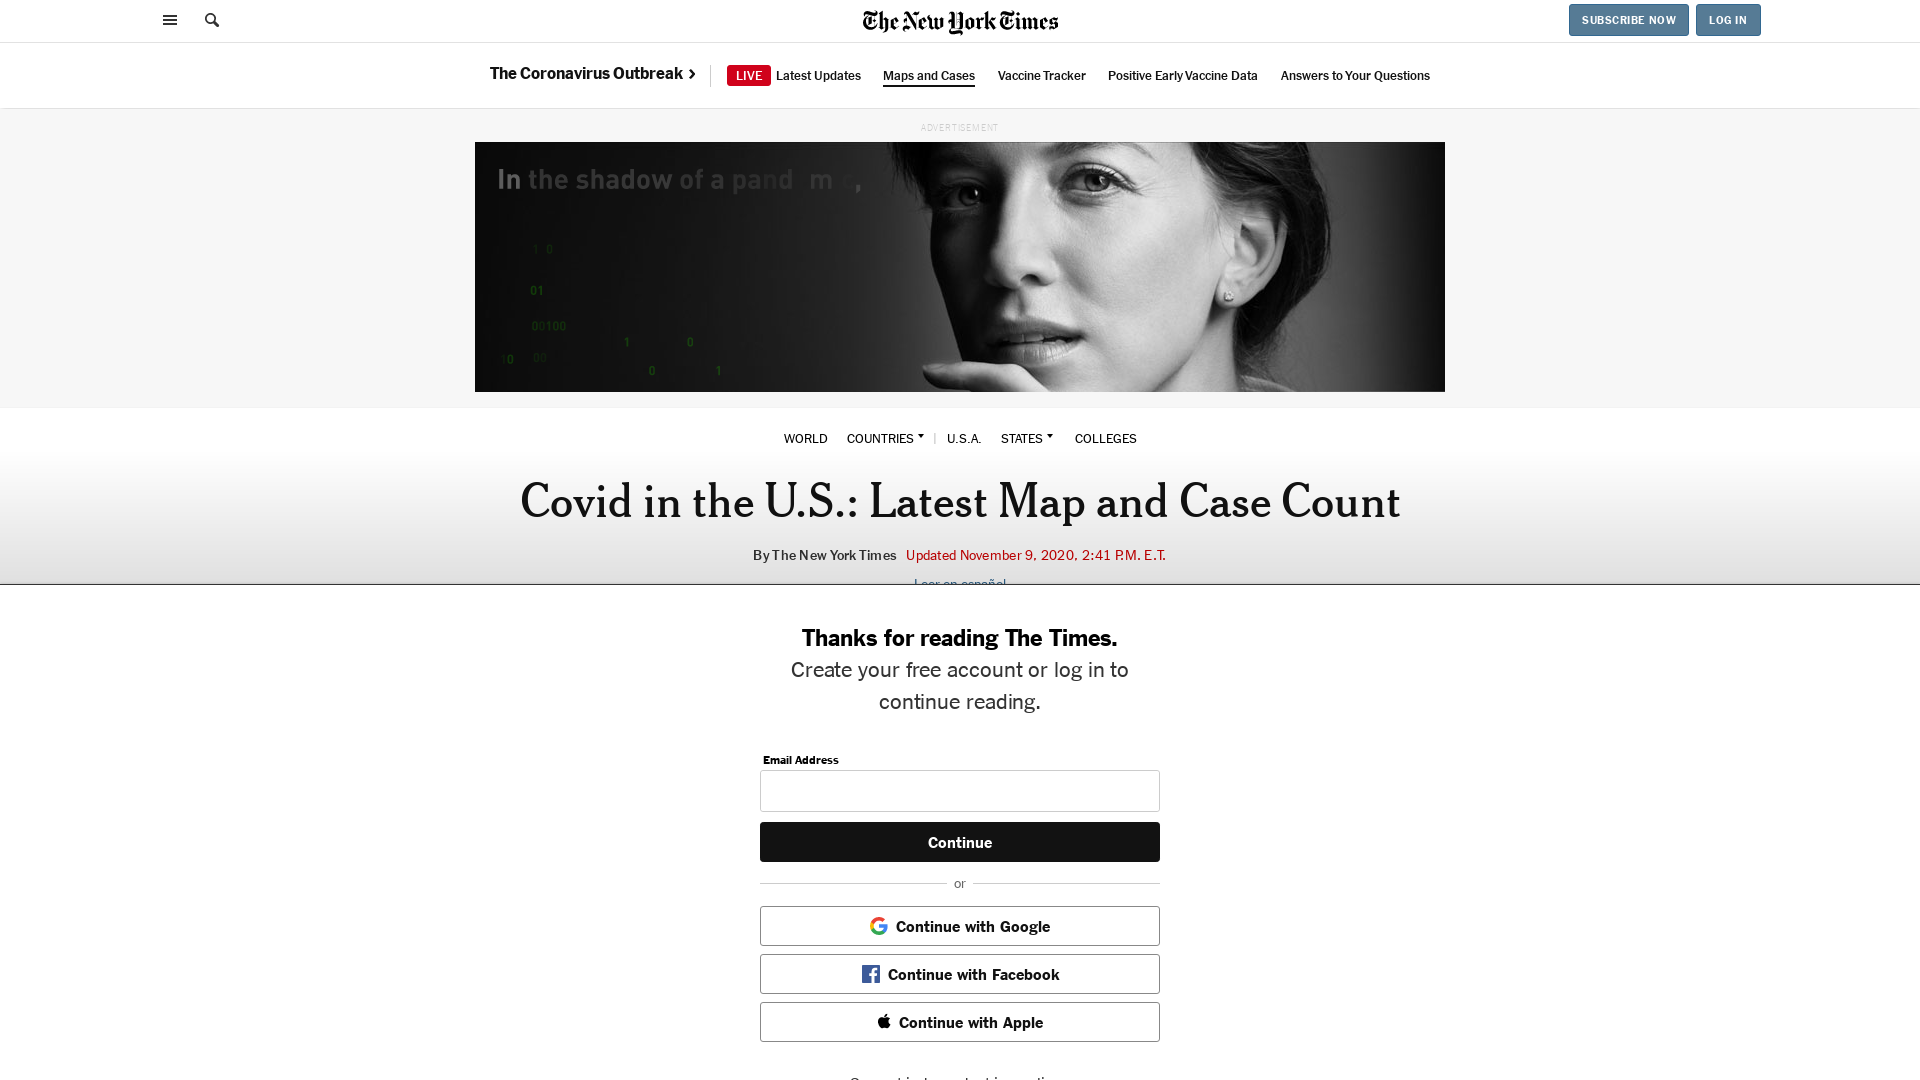 The New York Times
SUBSCRIBE NOW
LOG IN
The Coronavirus Outbreak ›
LIVE Latest Updates
Maps and Cases
Vaccine Tracker
Positive Early Vaccine Data
Answers to Your Questions
ADVERTISEMENT
In the shadow of a pand m c,
1 0
01
00100
1 0
10 00
0 1
WORLD COUNTRIES | U.S.A. STATES COLLEGES
Covid in the U.S.: Latest Map and Case Count
By The New York Times Updated November 9, 2020, 2:41 P.M. E.T.
Leer en español
Thanks for reading The Times.
Create your free account or log in to
continue reading.
Email Address
Continue
or
Continue with Google
Continue with Facebook
Continue with Apple